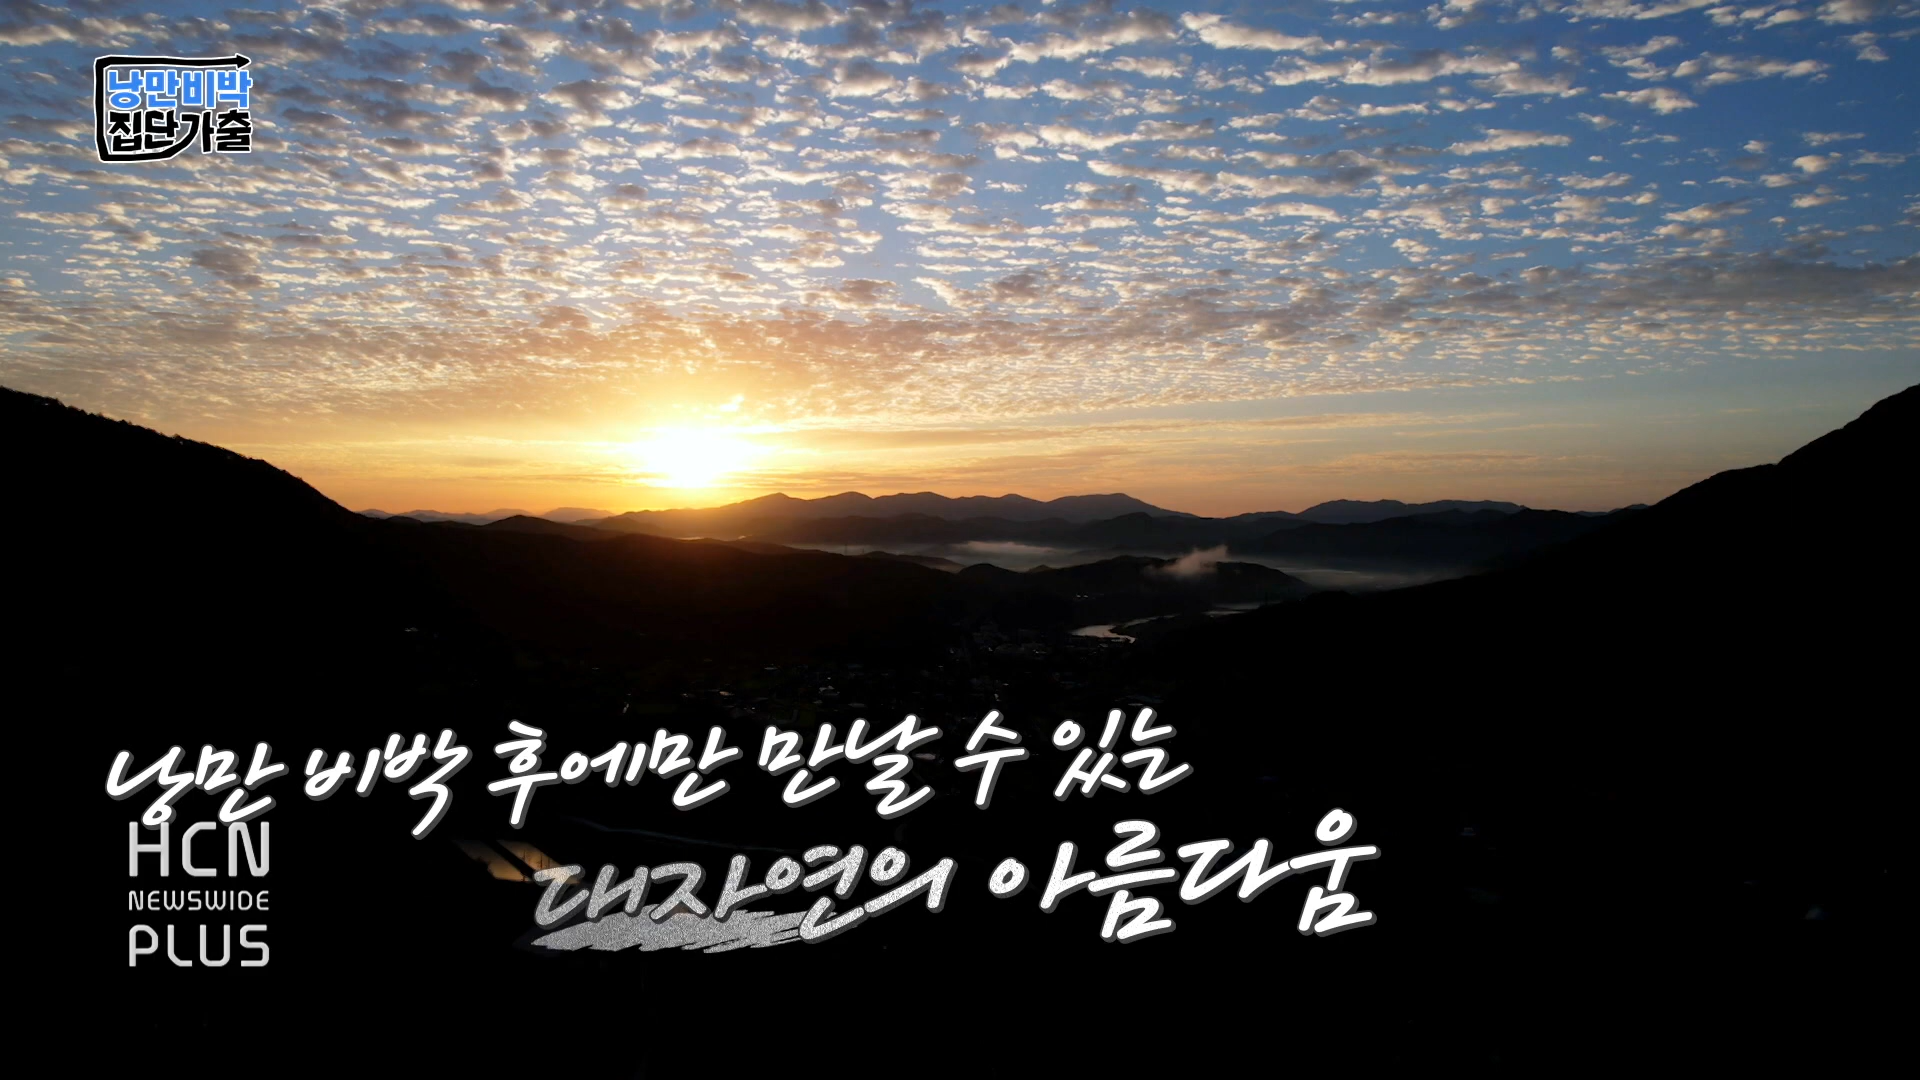 낭만비박
집단가출
낭만 비박 후에만 만날 수 있는
대자연의 아름다움
HCN
NEWSWIDE
PLUS